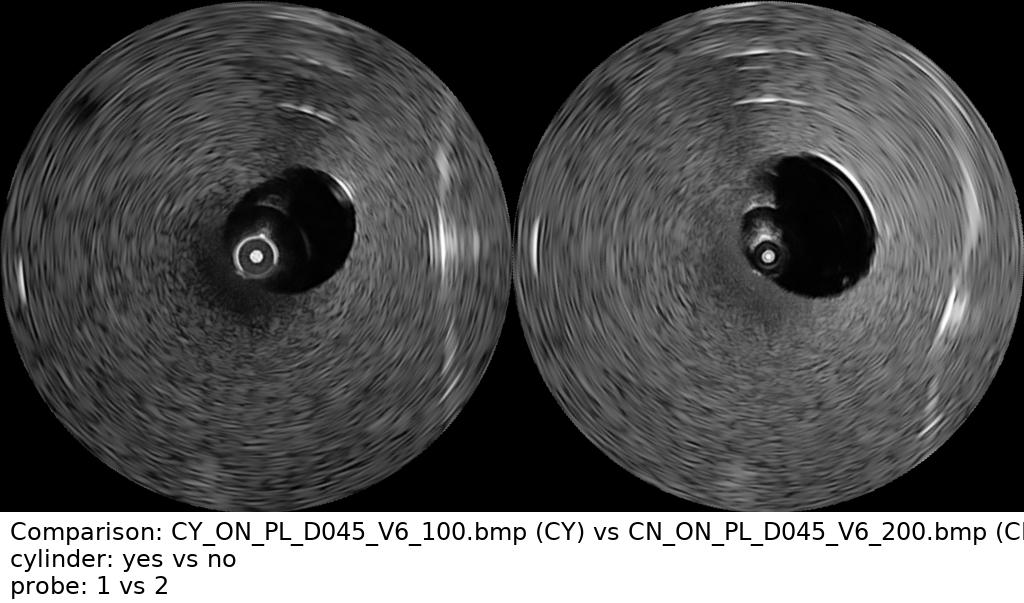 Comparison: CY_ON_PL_D045_V6_100.bmp (CY) vs CN_ON_PL_D045_V6_200.bmp
cylinder: yes vs no
probe: 1 vs 2